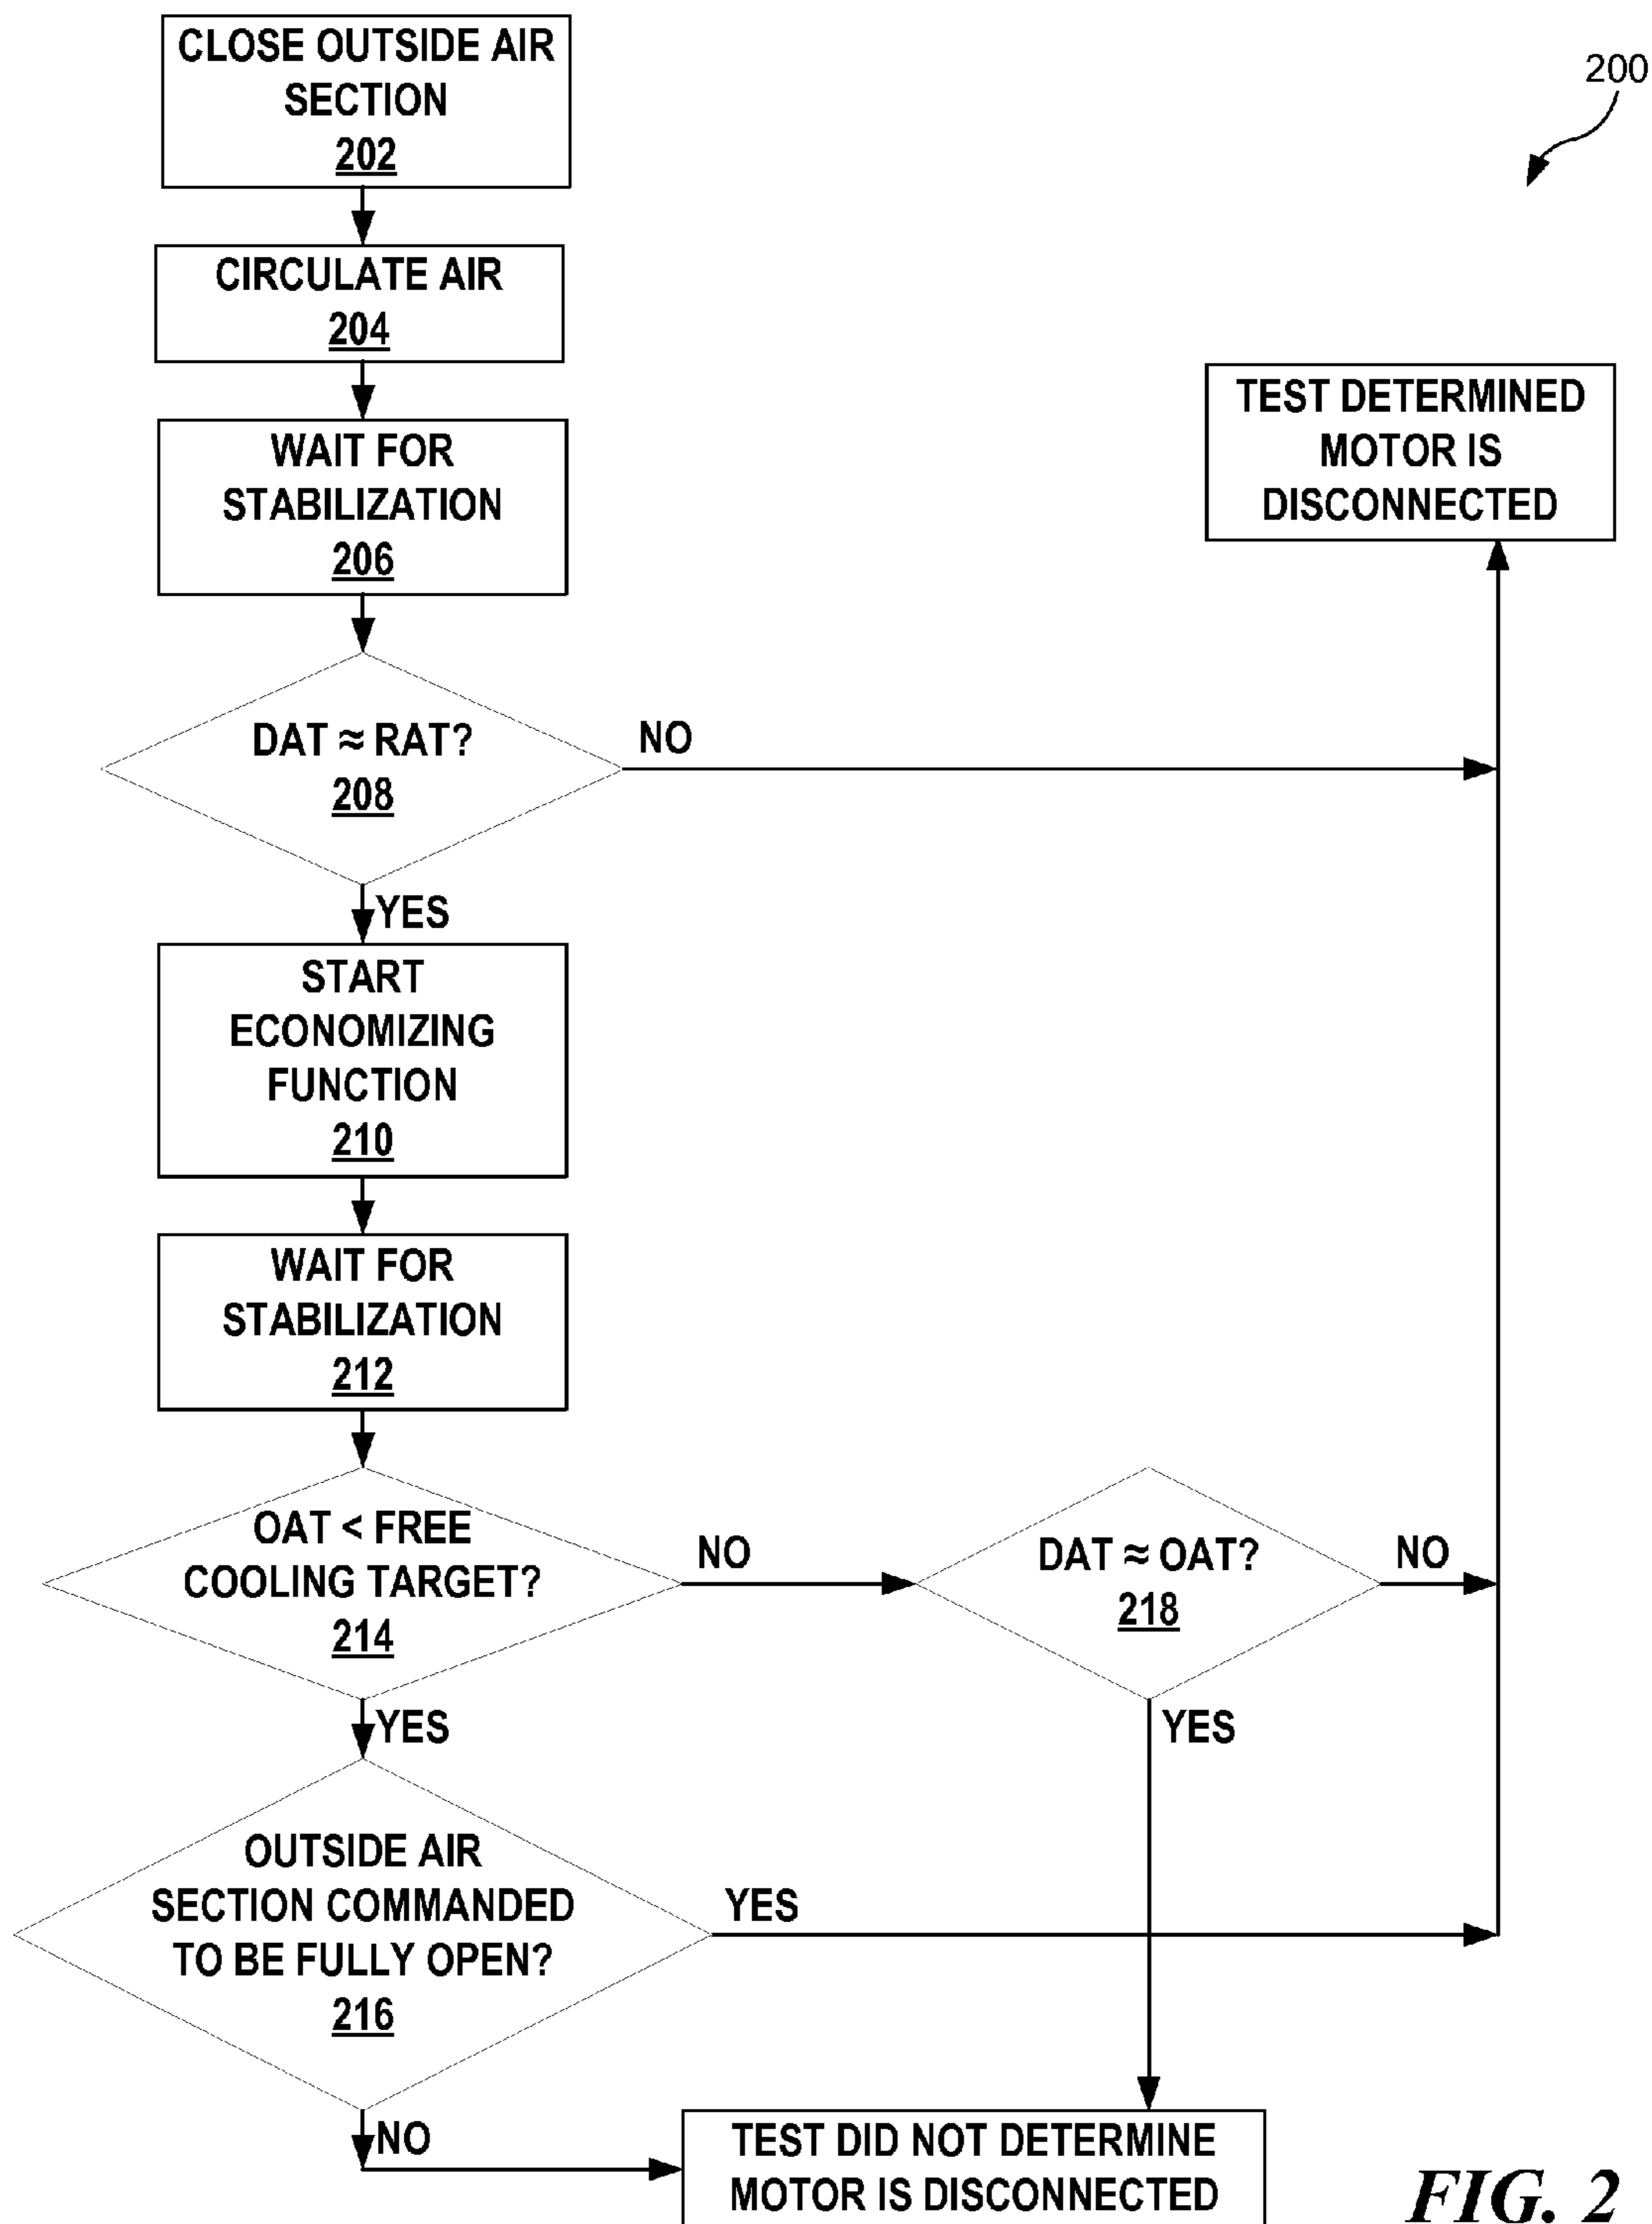 CLOSE OUTSIDE AIR
SECTION
202
200
CIRCULATE AIR
204
WAIT FOR
STABILIZATION
206
TEST DETERMINED
MOTOR IS
DISCONNECTED
DAT ≈ RAT?
208
NO
YES
START
ECONOMIZING
FUNCTION
210
WAIT FOR
STABILIZATION
212
OAT < FREE
COOLING TARGET?
214
NO
DAT ≈ OAT?
218
NO
YES
YES
OUTSIDE AIR
SECTION COMMANDED
TO BE FULLY OPEN?
216
YES
NO
TEST DID NOT DETERMINE
MOTOR IS DISCONNECTED
FIG. 2